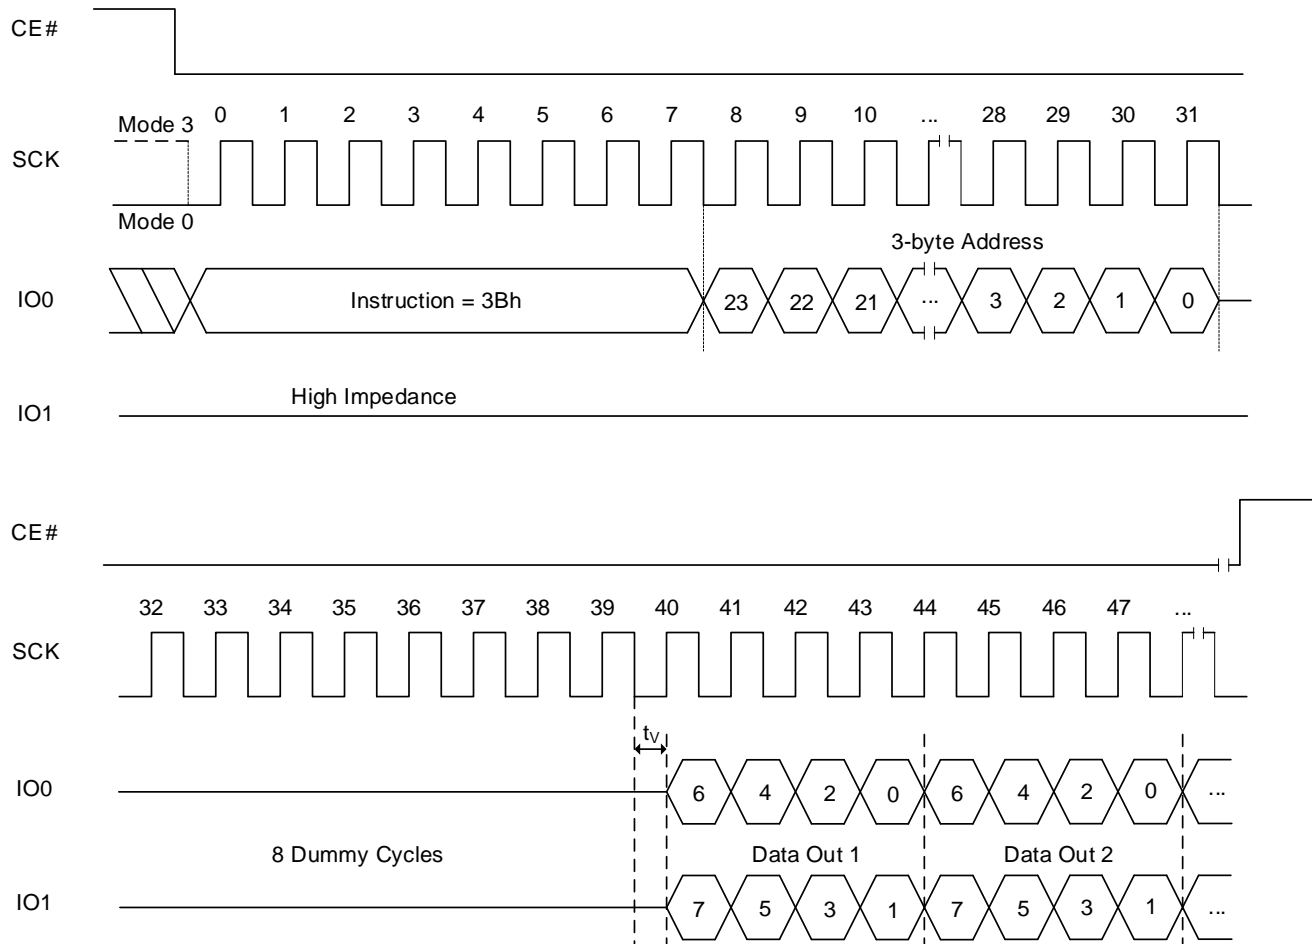 CE#
Mode 3 0 1 2 3 4 5 6 7 8 9 10 ... 28 29 30 31
SCK
Mode 0
3-byte Address
IO0 Instruction = 3Bh 23 22 21 ... 3 2 1 0
High Impedance
IO1
CE#
32 33 34 35 36 37 38 39 40 41 42 43 44 45 46 47 ...
SCK
tV
IO0 6 4 2 0 6 4 2 0 ...
8 Dummy Cycles Data Out 1 Data Out 2
IO1 7 5 3 1 7 5 3 1 ...